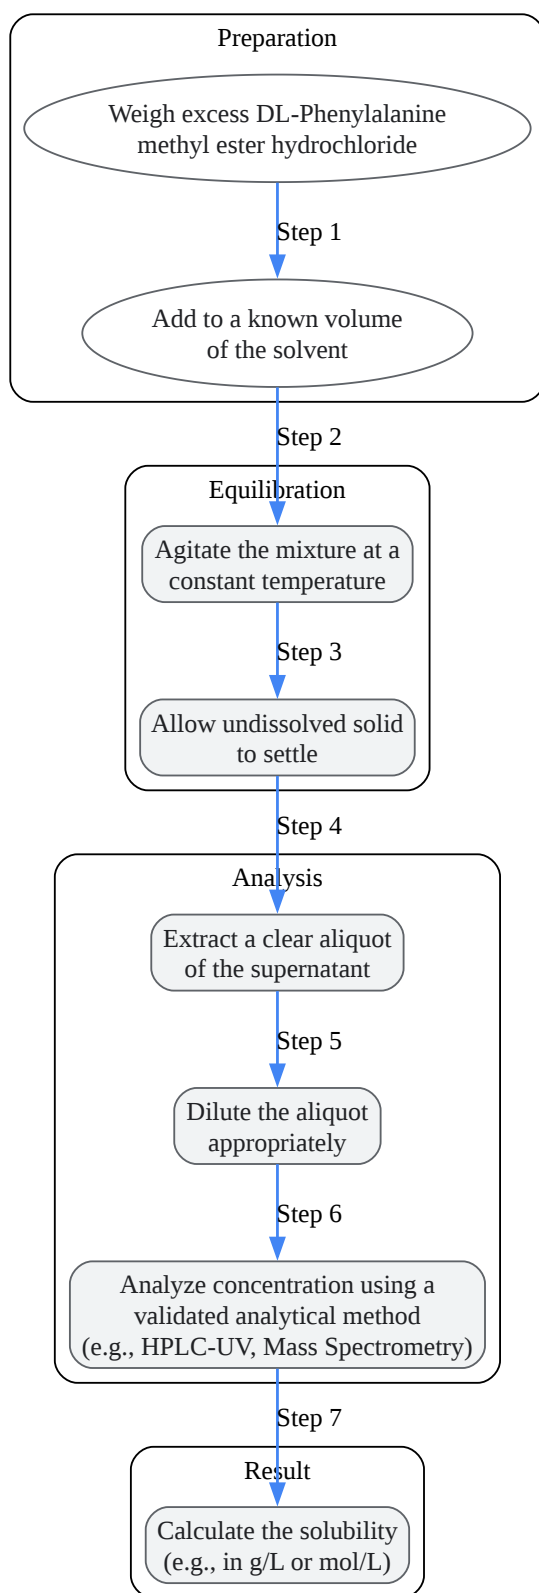 Preparation
Weigh excess DL-Phenylalanine
methyl ester hydrochloride
Step 1
Add to a known volume
of the solvent
Step 2
Equilibration
Agitate the mixture at a
constant temperature
Step 3
Allow undissolved solid
to settle
Step 4
Analysis
Extract a clear aliquot
of the supernatant
Step 5
Dilute the aliquot
appropriately
Step 6
Analyze concentration using a
validated analytical method
(e.g., HPLC-UV, Mass Spectrometry)
Step 7
Result
Calculate the solubility
(e.g., in g/L or mol/L)